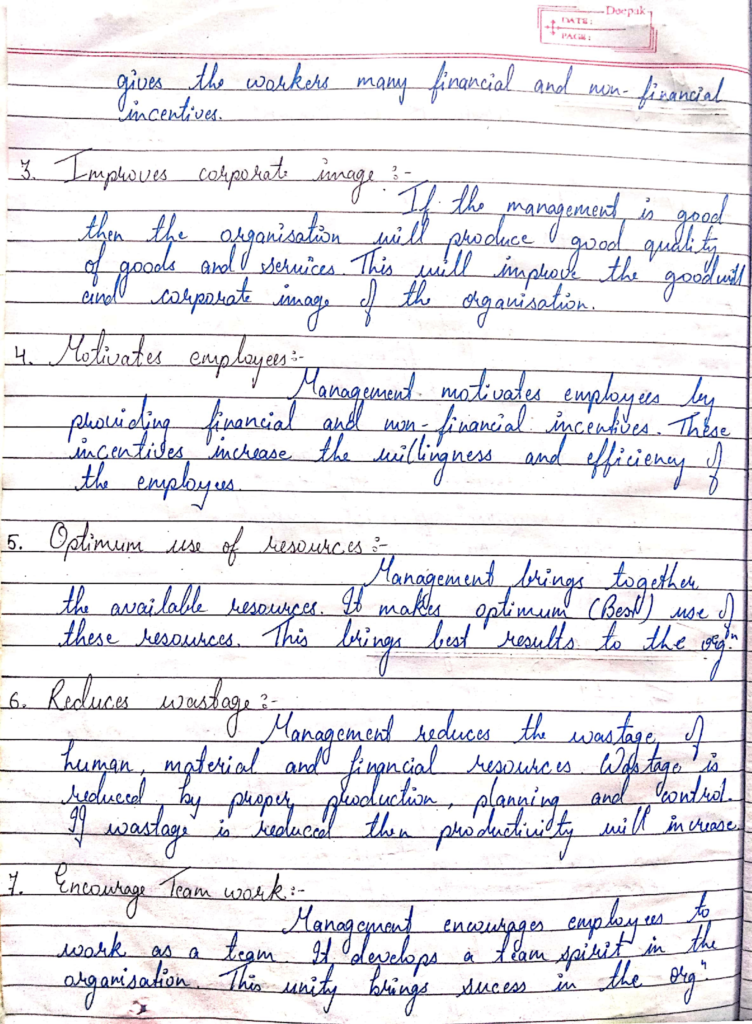 Deepak
DATE:
PAGE:
gives the workers many financial and non-financial
incentives.
3. Improves corporate image :-
If the management is good
then the organisation will produce good quality
of goods and services. This will improve the goodwill
and corporate image of the organisation.
4. Motivates employees:-
Management motivates employees by
providing financial and non-financial incentives. These
incentives increase the willingness and efficiency of
the employees.
5. Optimum use of resources :-
Management brings together
the available resources. It makes optimum (Best) use of
these resources. This brings best results to the orgⁿ.
6. Reduces wastage :-
Management reduces the wastage of
human, material and financial resources. Wastage is
reduced by proper production, planning and control.
If wastage is reduced then productivity will increase.
7. Encourage Team work:-
Management encourages employees to
work as a team. It develops a team spirit in the
organisation. This unity brings sucess in the orgⁿ.